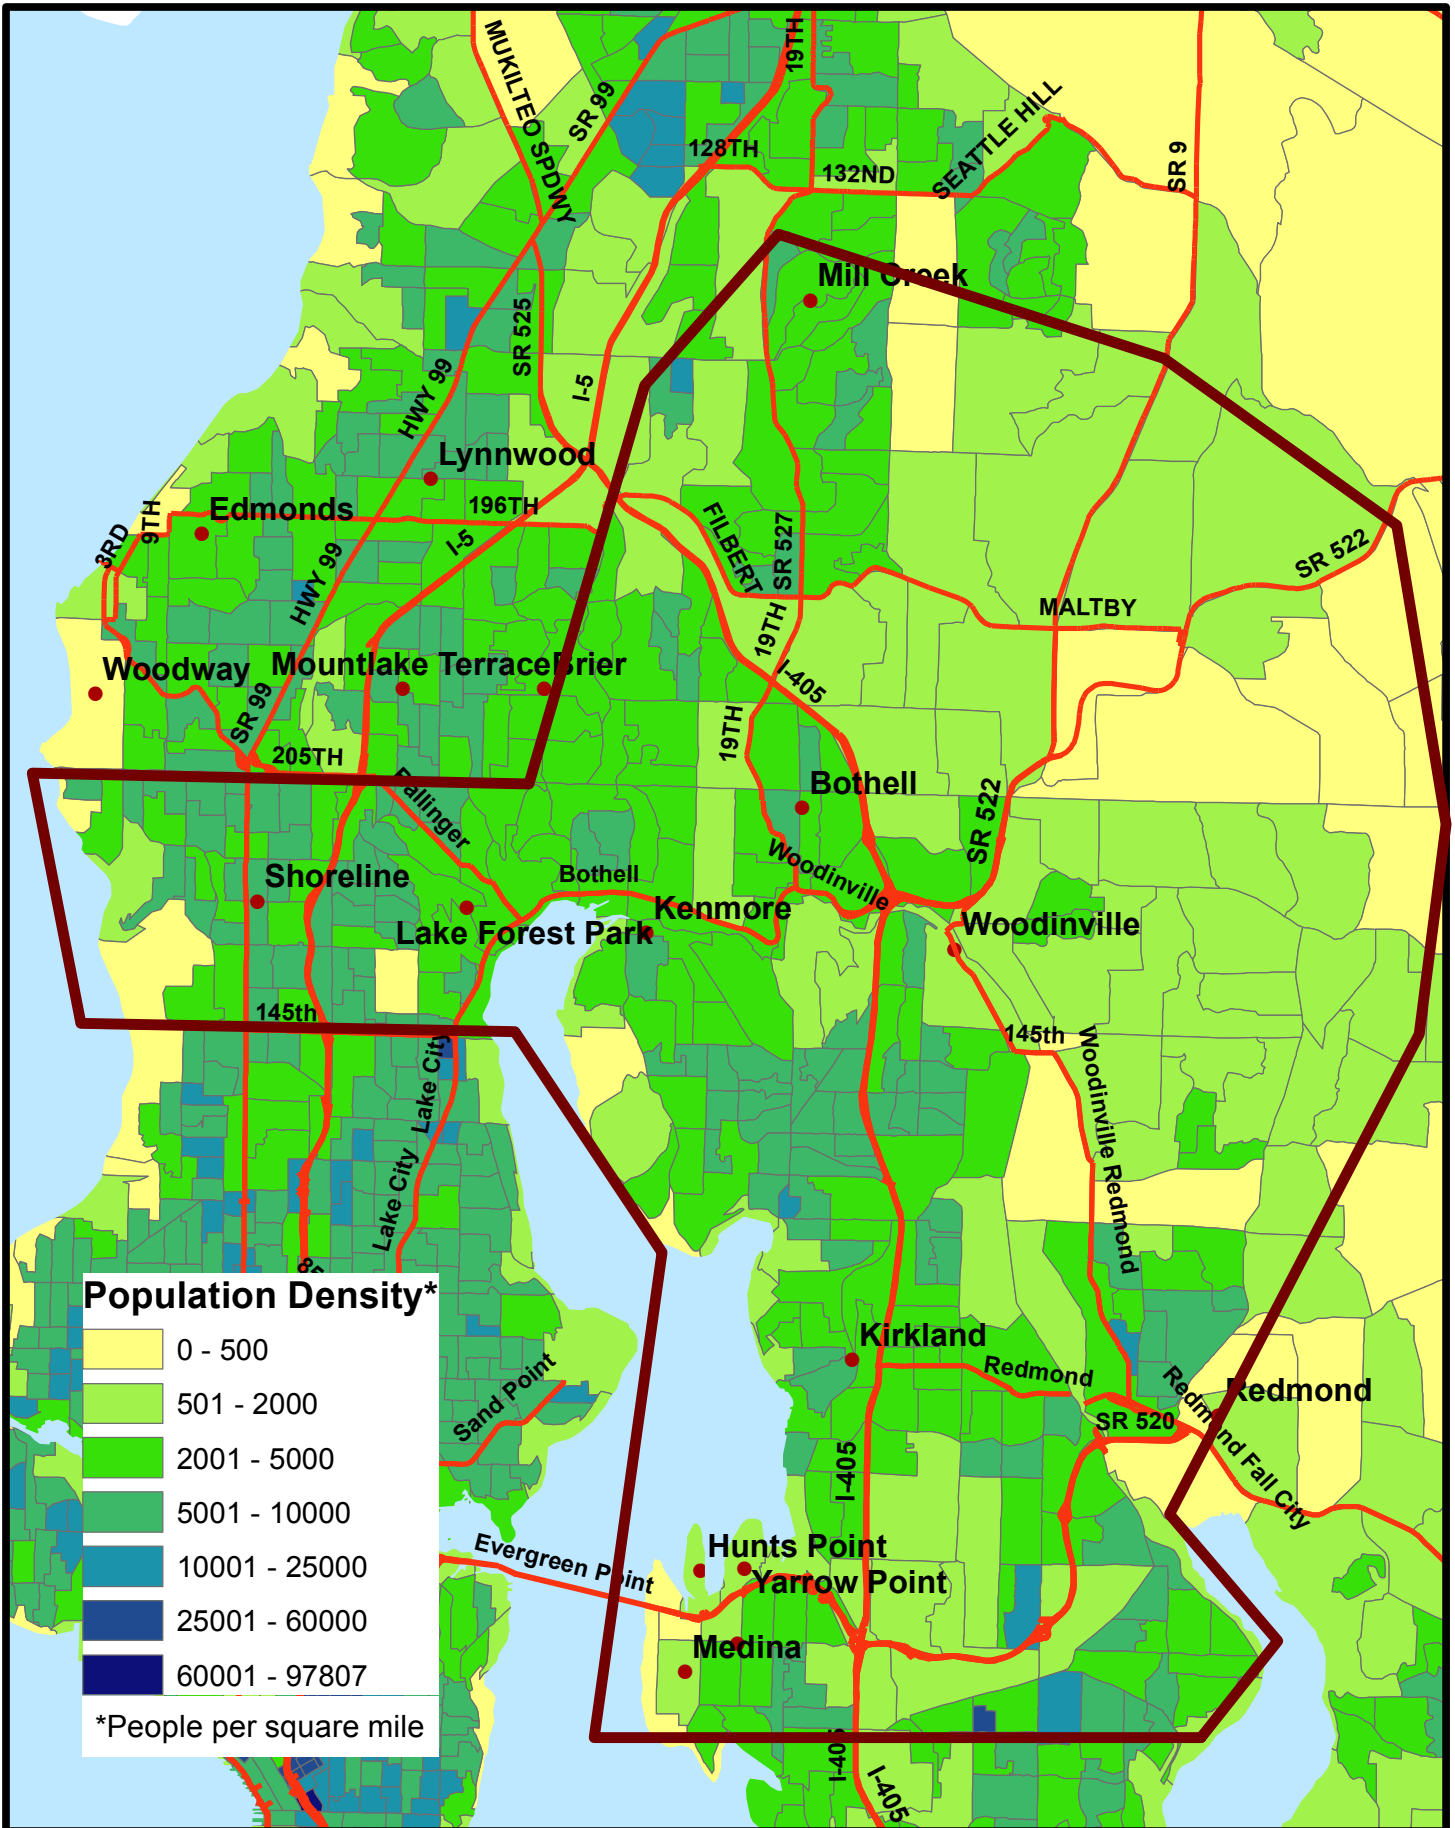 19TH
MUKILTEO SPDWY
SR 99
128TH
132ND
SEATTLE HILL
SR 9
Mill Creek
SR 525
I-5
HWY 99
Lynnwood
196TH
Edmonds
9TH
3RD
I-5
HWY 99
FILBERT
SR 527
SR 522
MALTBY
19TH
Woodway
Mountlake Terrace
Brier
I-405
SR 99
19TH
205TH
Ballinger
Bothell
SR 522
Woodinville
Shoreline
Bothell
Kenmore
Lake Forest Park
Woodinville
145th
145th
Lake City
Woodinville Redmond
Lake City
85
Population Density*
0 - 500
501 - 2000
2001 - 5000
5001 - 10000
10001 - 25000
25001 - 60000
60001 - 97807
*People per square mile
Kirkland
Redmond
Redmond
Sand Point
SR 520
Redmond Fall City
I-405
Evergreen Point
Hunts Point
Yarrow Point
Medina
I-405
I-405